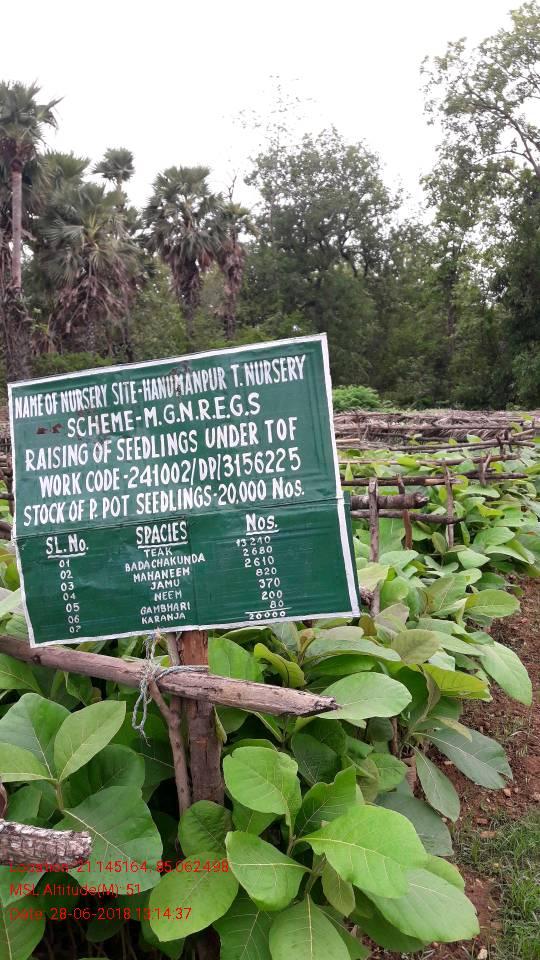 NAME OF NURSERY SITE-HANUMANPUR T. NURSERY
SCHEME-M.G.N.R.E.G.S
RAISING OF SEEDLINGS UNDER TOF
WORK CODE-241002/DP/3156225
STOCK OF P. POT SEEDLINGS-20,000 Nos.
SL.No. SPACIES Nos.
01 TEAK 13240
02 BADACHAKUNDA 2680
03 MAHANEEM 2610
04 JAMU 820
05 NEEM 370
06 GAMBHARI 200
07 KARANJA 80
20000
Location: 21.145164, 85.062498
MSL Altitude(M): 51
Date: 28-06-2018 13:14:37